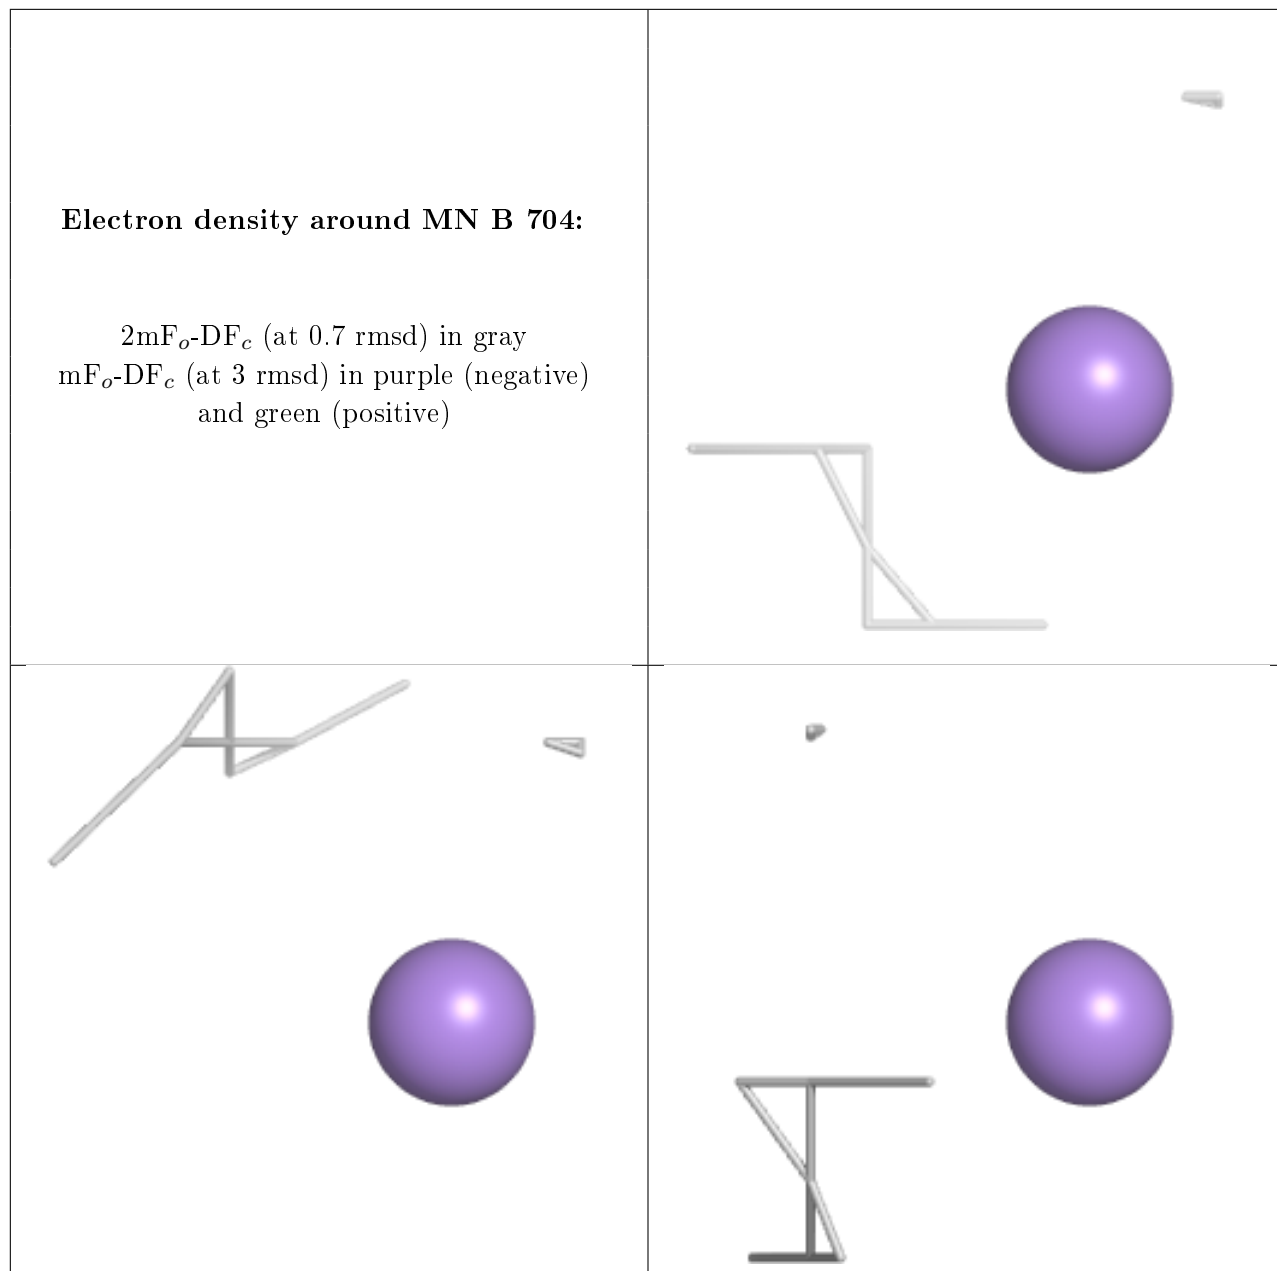 Electron density around MN B 704:
2mFo-DFc (at 0.7 rmsd) in gray
mFo-DFc (at 3 rmsd) in purple (negative)
and green (positive)